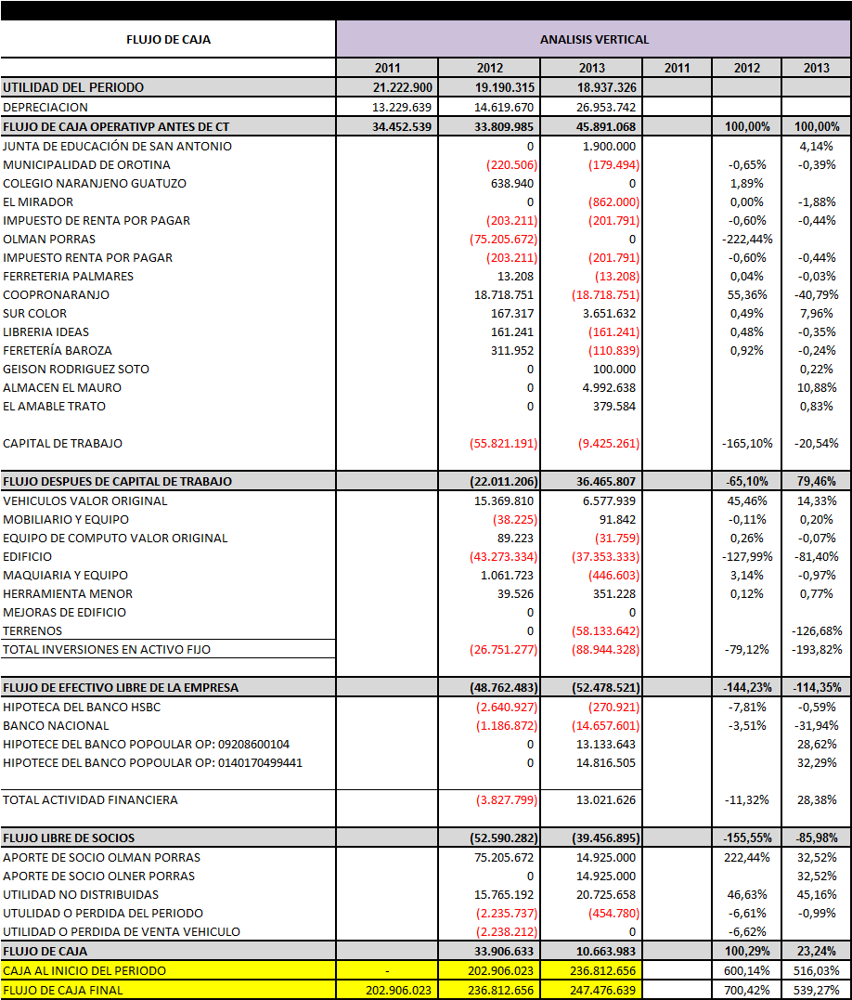 FLUJO DE CAJA ANALISIS VERTICAL
2011 2012 2013 2011 2012 2013
UTILIDAD DEL PERIODO 21.222.900 19.190.315 18.937.326
DEPRECIACION 13.229.639 14.619.670 26.953.742
FLUJO DE CAJA OPERATIVP ANTES DE CT 34.452.539 33.809.985 45.891.068 100,00% 100,00%
JUNTA DE EDUCACIÓN DE SAN ANTONIO 0 1.900.000 4,14%
MUNICIPALIDAD DE OROTINA (220.506) (179.494) -0,65% -0,39%
COLEGIO NARANJENO GUATUZO 638.940 0 1,89%
EL MIRADOR 0 (862.000) 0,00% -1,88%
IMPUESTO DE RENTA POR PAGAR (203.211) (201.791) -0,60% -0,44%
OLMAN PORRAS (75.205.672) 0 -222,44%
IMPUESTO RENTA POR PAGAR (203.211) (201.791) -0,60% -0,44%
FERRETERIA PALMARES 13.208 (13.208) 0,04% -0,03%
COOPRONARANJO 18.718.751 (18.718.751) 55,36% -40,79%
SUR COLOR 167.317 3.651.632 0,49% 7,96%
LIBRERIA IDEAS 161.241 (161.241) 0,48% -0,35%
FERETERÍA BAROZA 311.952 (110.839) 0,92% -0,24%
GEISON RODRIGUEZ SOTO 0 100.000 0,22%
ALMACEN EL MAURO 0 4.992.638 10,88%
EL AMABLE TRATO 0 379.584 0,83%
CAPITAL DE TRABAJO (55.821.191) (9.425.261) -165,10% -20,54%
FLUJO DESPUES DE CAPITAL DE TRABAJO (22.011.206) 36.465.807 -65,10% 79,46%
VEHICULOS VALOR ORIGINAL 15.369.810 6.577.939 45,46% 14,33%
MOBILIARIO Y EQUIPO (38.225) 91.842 -0,11% 0,20%
EQUIPO DE COMPUTO VALOR ORIGINAL 89.223 (31.759) 0,26% -0,07%
EDIFICIO (43.273.334) (37.353.333) -127,99% -81,40%
MAQUIARIA Y EQUIPO 1.061.723 (446.603) 3,14% -0,97%
HERRAMIENTA MENOR 39.526 351.228 0,12% 0,77%
MEJORAS DE EDIFICIO 0 0
TERRENOS 0 (58.133.642) -126,68%
TOTAL INVERSIONES EN ACTIVO FIJO (26.751.277) (88.944.328) -79,12% -193,82%
FLUJO DE EFECTIVO LIBRE DE LA EMPRESA (48.762.483) (52.478.521) -144,23% -114,35%
HIPOTECA DEL BANCO HSBC (2.640.927) (270.921) -7,81% -0,59%
BANCO NACIONAL (1.186.872) (14.657.601) -3,51% -31,94%
HIPOTECE DEL BANCO POPOULAR OP: 09208600104 0 13.133.643 28,62%
HIPOTECE DEL BANCO POPOULAR OP: 0140170499441 0 14.816.505 32,29%
TOTAL ACTIVIDAD FINANCIERA (3.827.799) 13.021.626 -11,32% 28,38%
FLUJO LIBRE DE SOCIOS (52.590.282) (39.456.895) -155,55% -85,98%
APORTE DE SOCIO OLMAN PORRAS 75.205.672 14.925.000 222,44% 32,52%
APORTE DE SOCIO OLNER PORRAS 0 14.925.000 32,52%
UTILIDAD NO DISTRIBUIDAS 15.765.192 20.725.658 46,63% 45,16%
UTULIDAD O PERDIDA DEL PERIODO (2.235.737) (454.780) -6,61% -0,99%
UTILIDAD O PERDIDA DE VENTA VEHICULO (2.238.212) 0 -6,62%
FLUJO DE CAJA 33.906.633 10.663.983 100,29% 23,24%
CAJA AL INICIO DEL PERIODO - 202.906.023 236.812.656 600,14% 516,03%
FLUJO DE CAJA FINAL 202.906.023 236.812.656 247.476.639 700,42% 539,27%